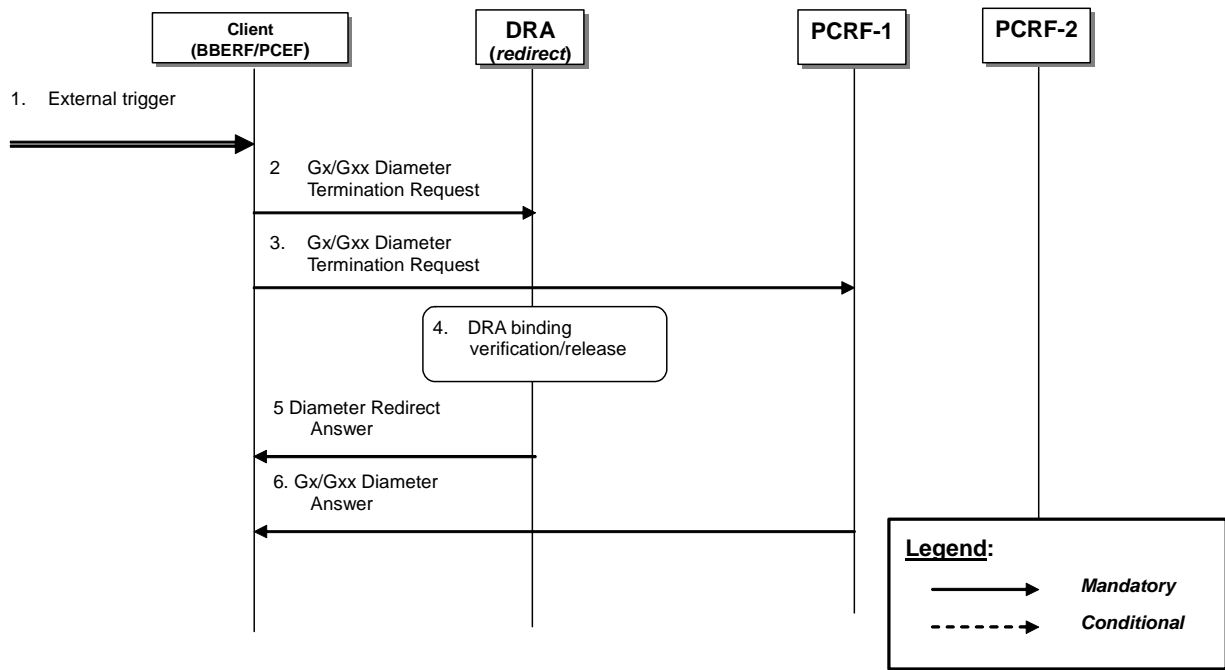 Client
(BBERF/PCEF)
DRA
(redirect)
PCRF-1
PCRF-2
1. External trigger
2 Gx/Gxx Diameter
Termination Request
3. Gx/Gxx Diameter
Termination Request
4. DRA binding
verification/release
5 Diameter Redirect
Answer
6. Gx/Gxx Diameter
Answer
Legend:
Mandatory
Conditional